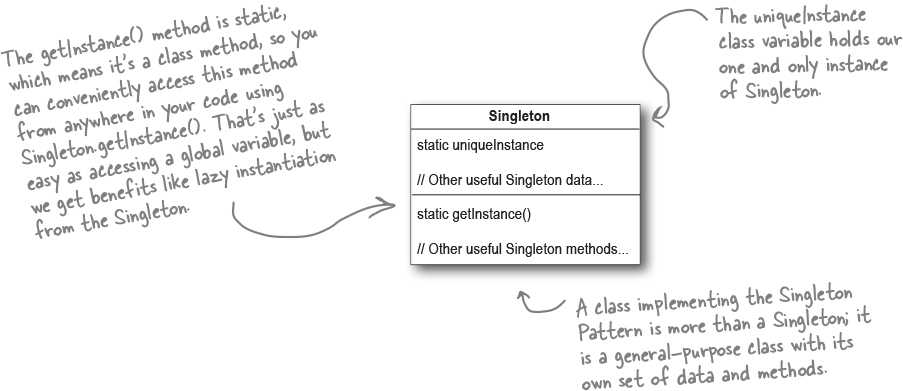 The getInstance() method is static,
which means it's a class method, so you
can conveniently access this method
from anywhere in your code using
Singleton.getInstance(). That's just as
easy as accessing a global variable, but
we get benefits like lazy instantiation
from the Singleton.
The uniqueInstance
class variable holds our
one and only instance
of Singleton.
Singleton
static uniqueInstance
// Other useful Singleton data...
static getInstance()
// Other useful Singleton methods...
A class implementing the Singleton
Pattern is more than a Singleton; it
is a general-purpose class with its
own set of data and methods.